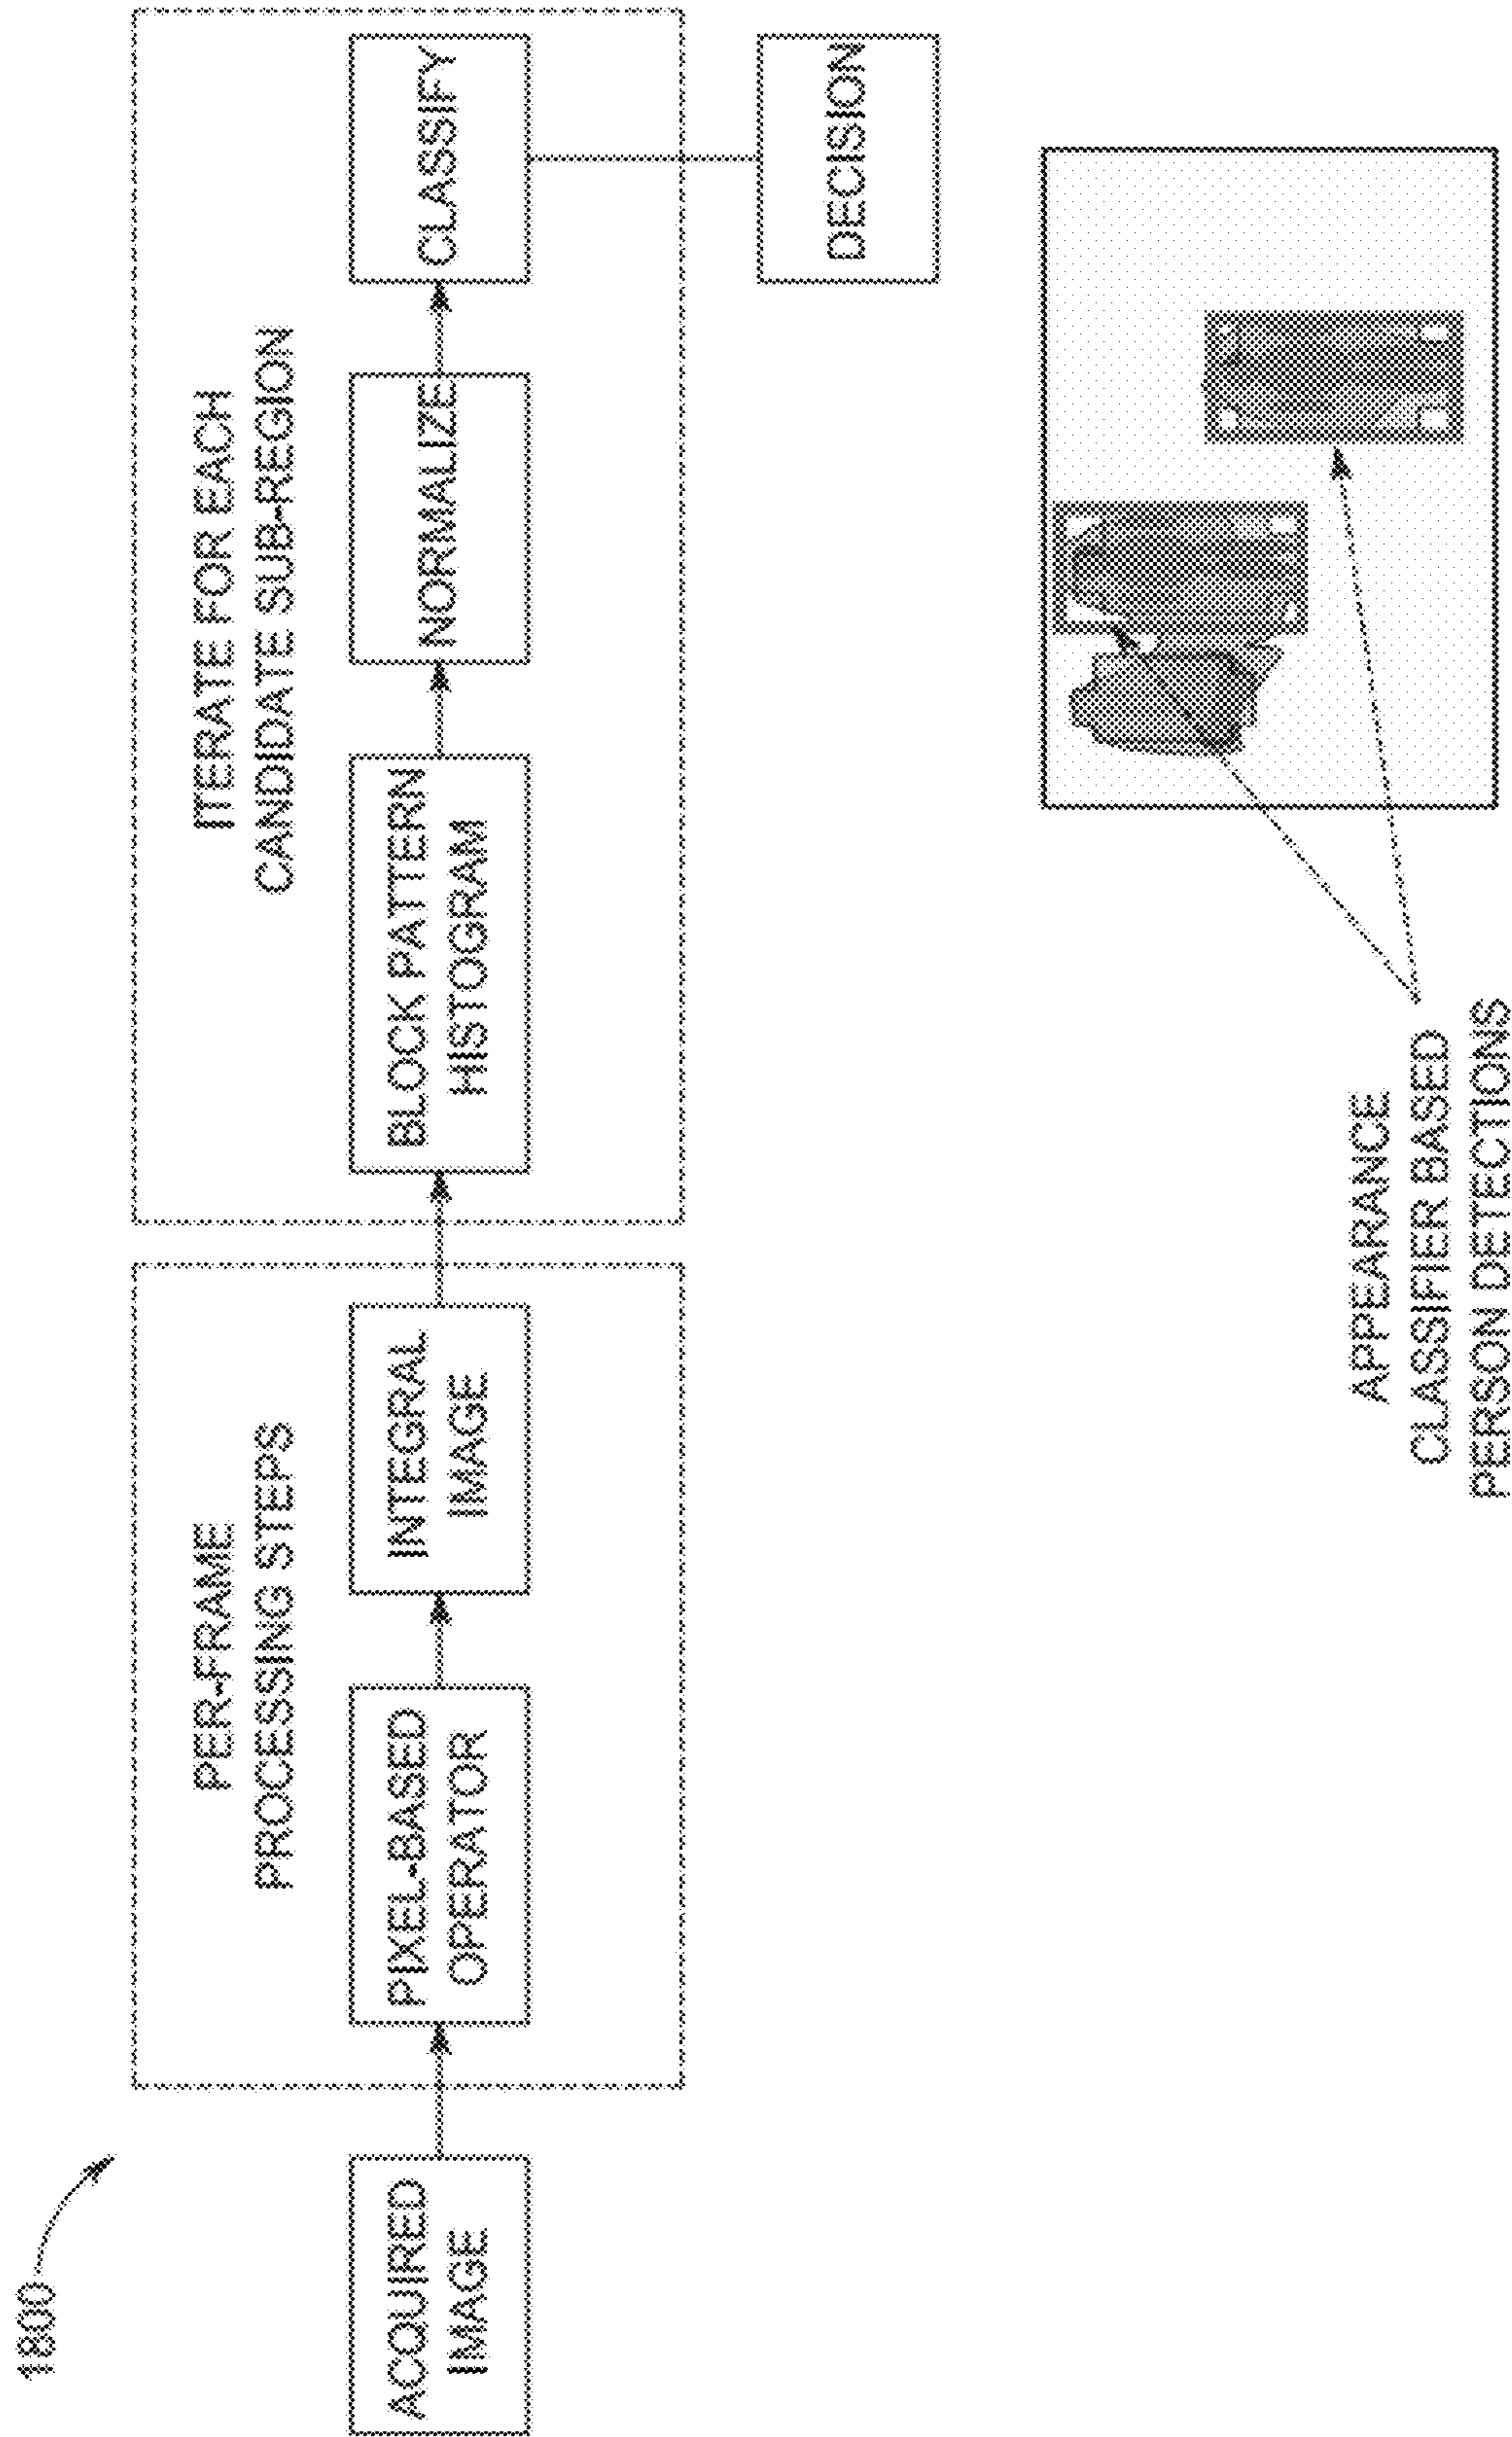 1800
ACQUIRED
IMAGE
PER-FRAME
PROCESSING STEPS
PIXEL-BASED
OPERATOR
INTEGRAL
IMAGE
ITERATE FOR EACH
CANDIDATE SUB-REGION
BLOCK PATTERN
HISTOGRAM
NORMALIZE
CLASSIFY
DECISION
APPEARANCE
CLASSIFIER BASED
PERSON DETECTIONS